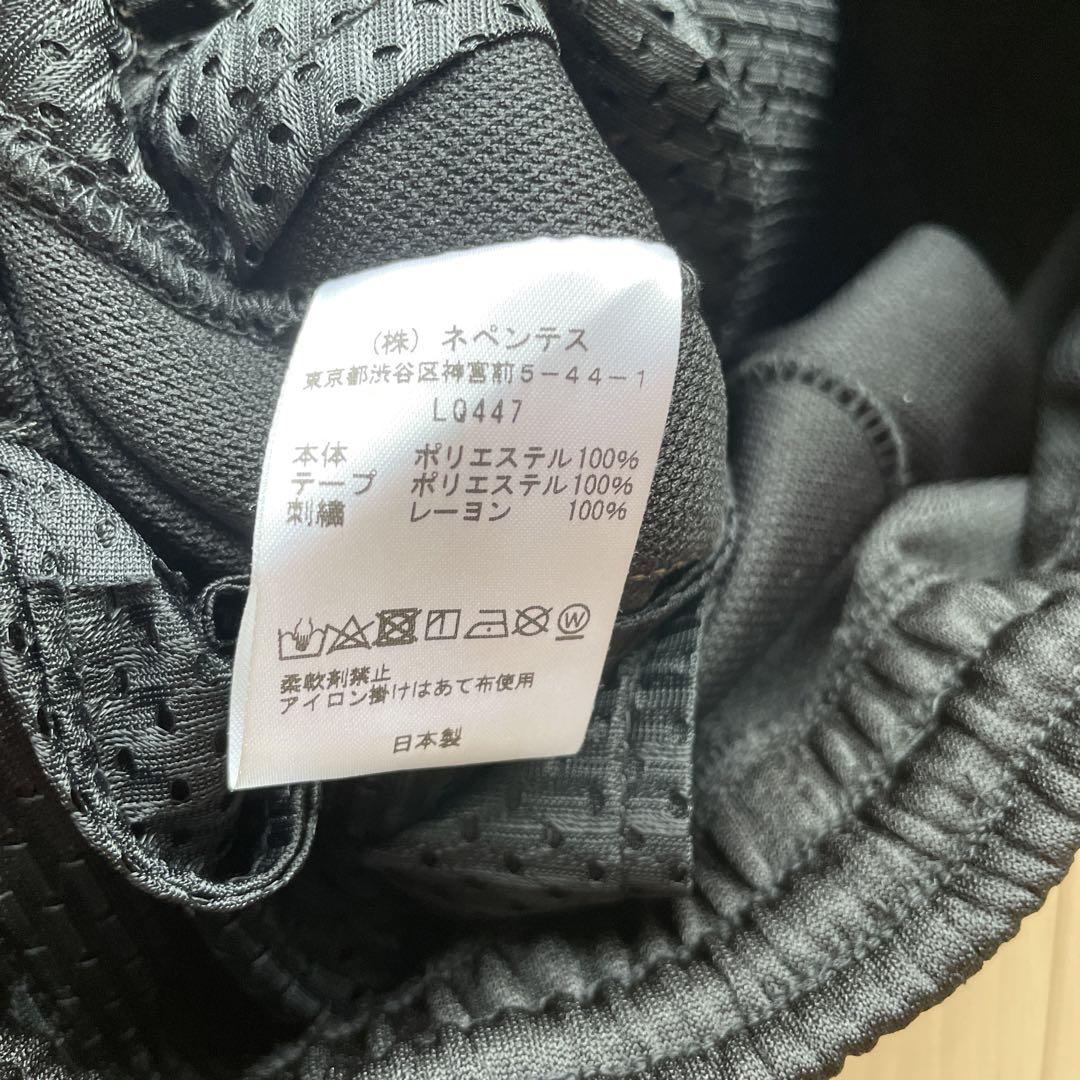 (株) ネペンテス
東京都渋谷区神宮前5-44-1
LQ447
本体 ポリエステル100%
テープ ポリエステル100%
刺繍 レーヨン 100%
W
柔軟剤禁止
アイロン掛けはあて布使用
日本製